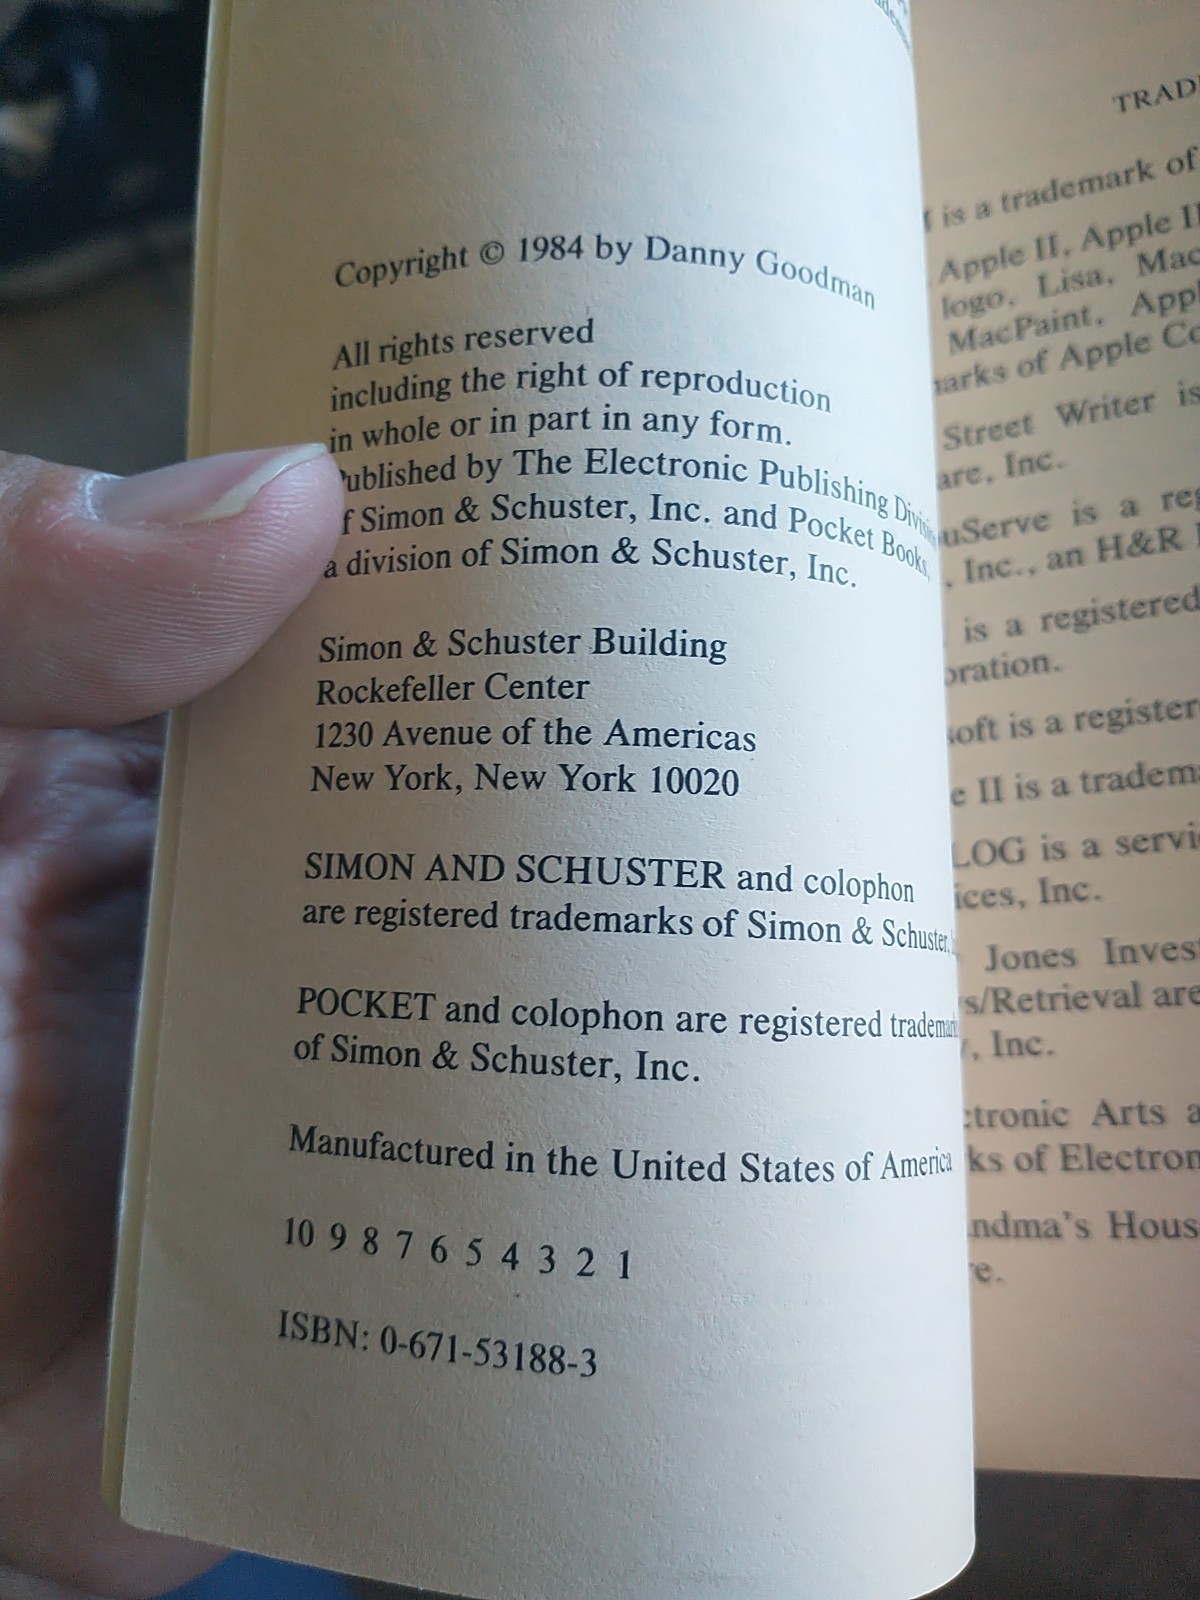 Copyright © 1984 by Danny Goodman
All rights reserved
including the right of reproduction
in whole or in part in any form.
ublished by The Electronic Publishing Divisi
f Simon & Schuster, Inc. and Pocket Books,
a division of Simon & Schuster, Inc.
Simon & Schuster Building
Rockefeller Center
1230 Avenue of the Americas
New York, New York 10020
SIMON AND SCHUSTER and colophon
are registered trademarks of Simon & Schuster,
POCKET and colophon are registered tradema
of Simon & Schuster, Inc.
Manufactured in the United States of America
10 9 8 7 6 5 4 3 2 1
ISBN: 0-671-53188-3
TRAD
is a trademark of
Apple II, Apple II
logo, Lisa, Mac
MacPaint, Appl
arks of Apple Co
Street Writer is
are, Inc.
uServe is a reg
, Inc., an H&R
is a registered
oration.
soft is a register
e II is a tradem
LOG is a servi
ices, Inc.
Jones Inves
s/Retrieval are
, Inc.
ctronic Arts a
ks of Electron
ndma's Hous
e.